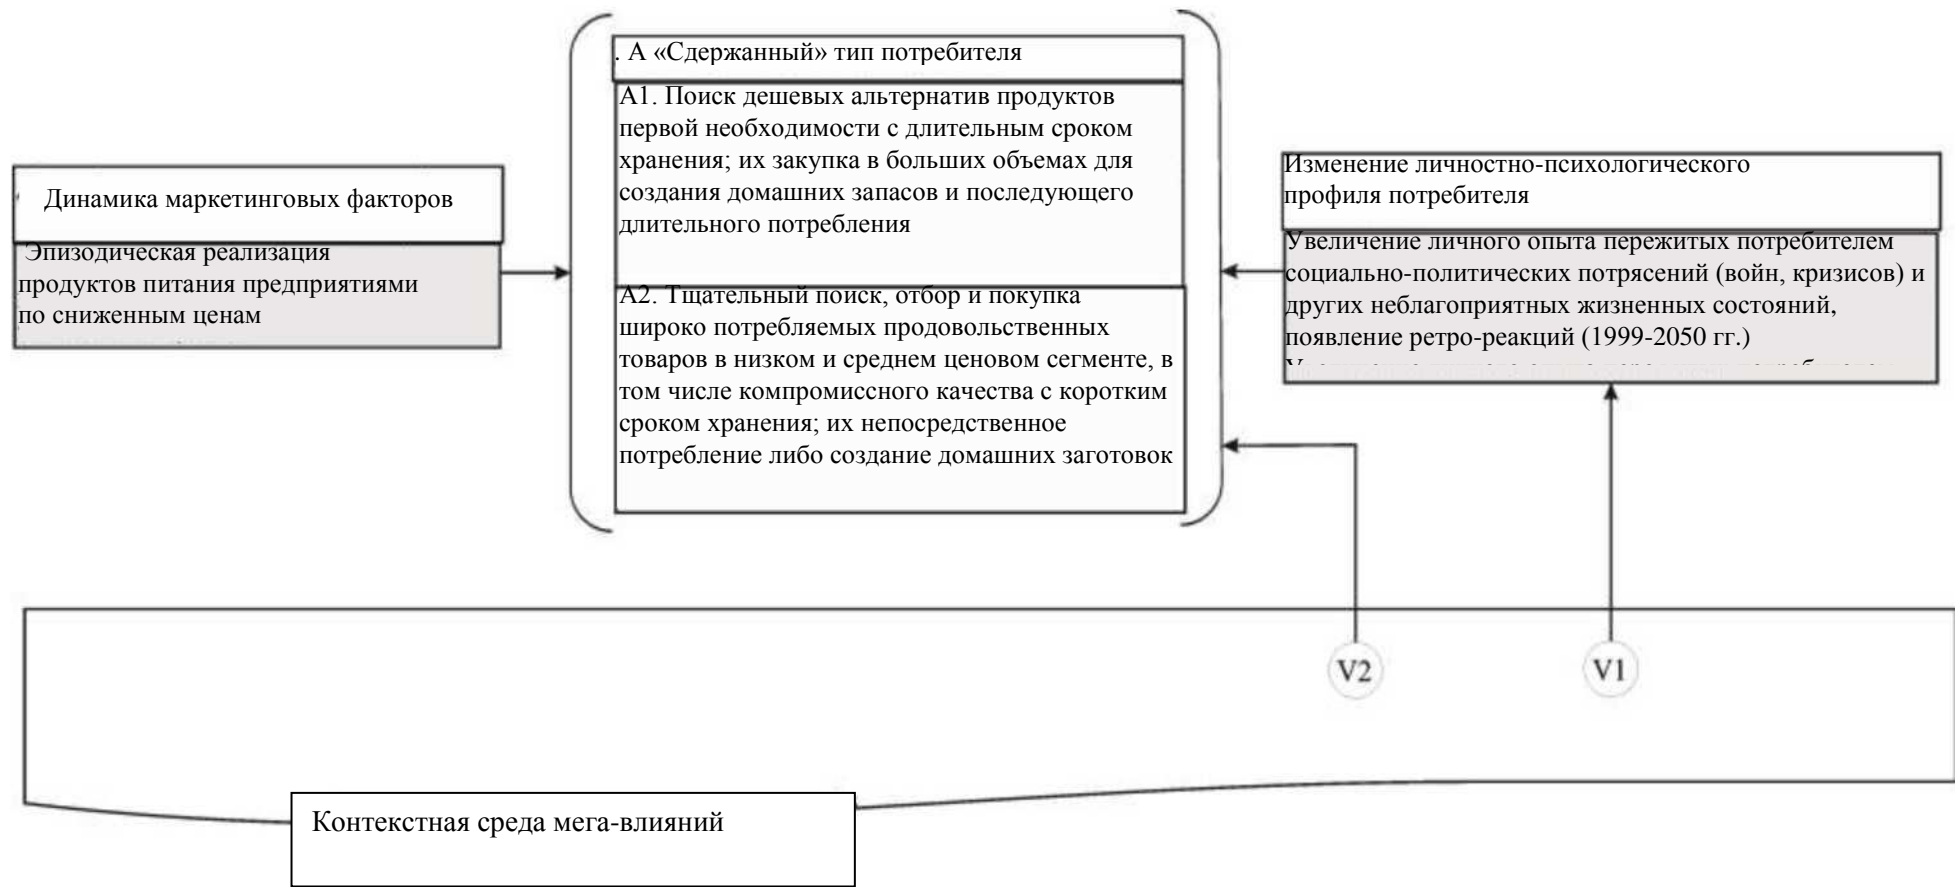 . А «Сдержанный» тип потребителя
А1. Поиск дешевых альтернатив продуктов
первой необходимости с длительным сроком
хранения; их закупка в больших объемах для
создания домашних запасов и последующего
длительного потребления
А2. Тщательный поиск, отбор и покупка
широко потребляемых продовольственных
товаров в низком и среднем ценовом сегменте, в
том числе компромиссного качества с коротким
сроком хранения; их непосредственное
потребление либо создание домашних заготовок
Динамика маркетинговых факторов
Эпизодическая реализация
продуктов питания предприятиями
по сниженным ценам
Изменение личностно-психологического
профиля потребителя
Увеличение личного опыта пережитых потребителем
социально-политических потрясений (войн, кризисов) и
других неблагоприятных жизненных состояний,
появление ретро-реакций (1999-2050 гг.)
V2
V1
Контекстная среда мега-влияний